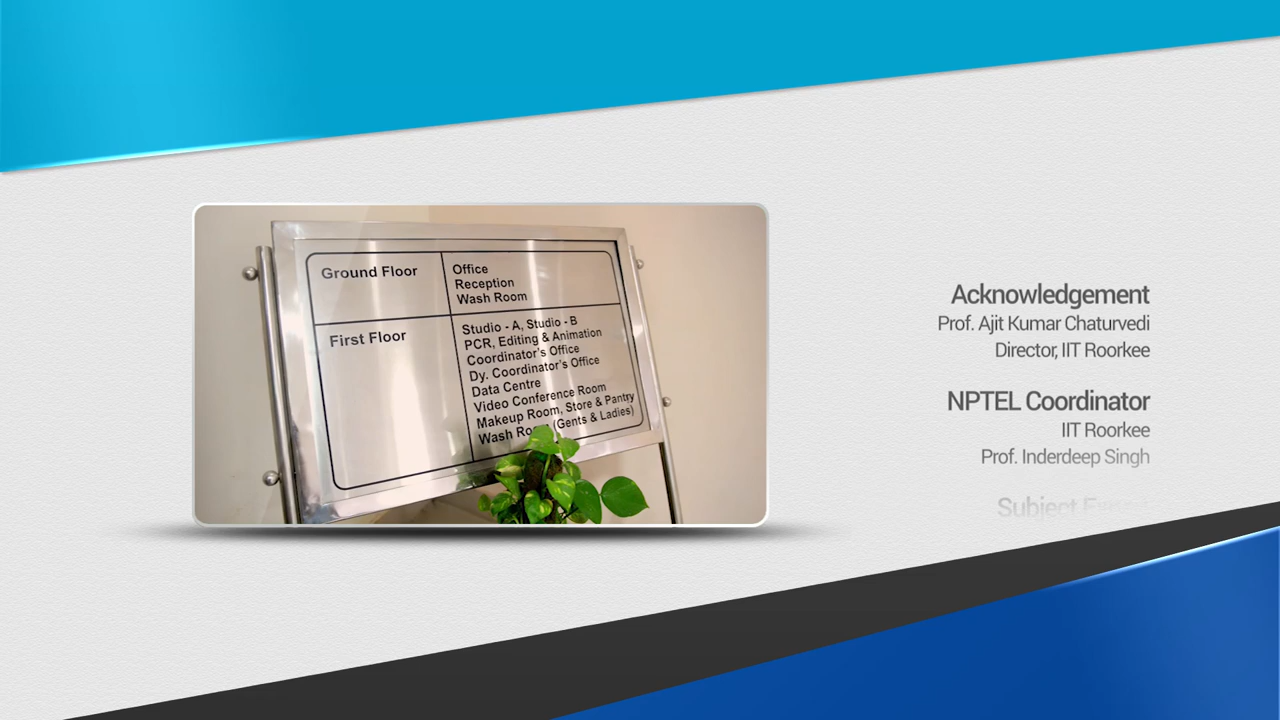 Ground Floor
Office
Reception
Wash Room
First Floor
Studio - A, Studio - B
PCR, Editing & Animation
Coordinator's Office
Dy. Coordinator's Office
Data Centre
Video Conference Room
Makeup Room, Store & Pantry
Wash (Gents & Ladies)
Acknowledgement
Prof. Ajit Kumar Chaturvedi
Director, IIT Roorkee
NPTEL Coordinator
IIT Roorkee
Prof. Inderdeep Singh
Subject